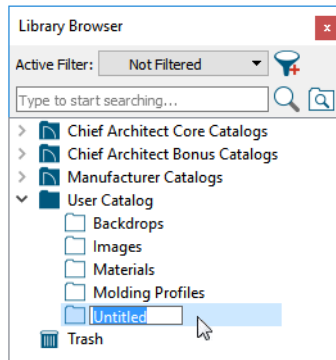 Library Browser
x
Active Filter: Not Filtered
Type to start searching...
Chief Architect Core Catalogs
Chief Architect Bonus Catalogs
Manufacturer Catalogs
User Catalog
Backdrops
Images
Materials
Molding Profiles
Untitled
Trash